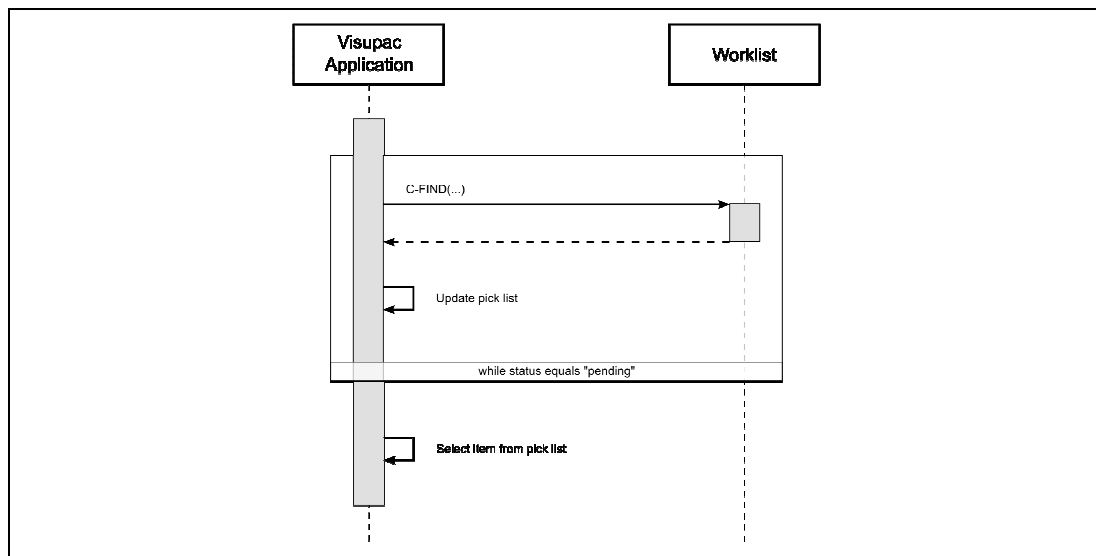 Visupac
Application
Worklist
C-FIND(...)
Update pick list
while status equals "pending"
Select item from pick list